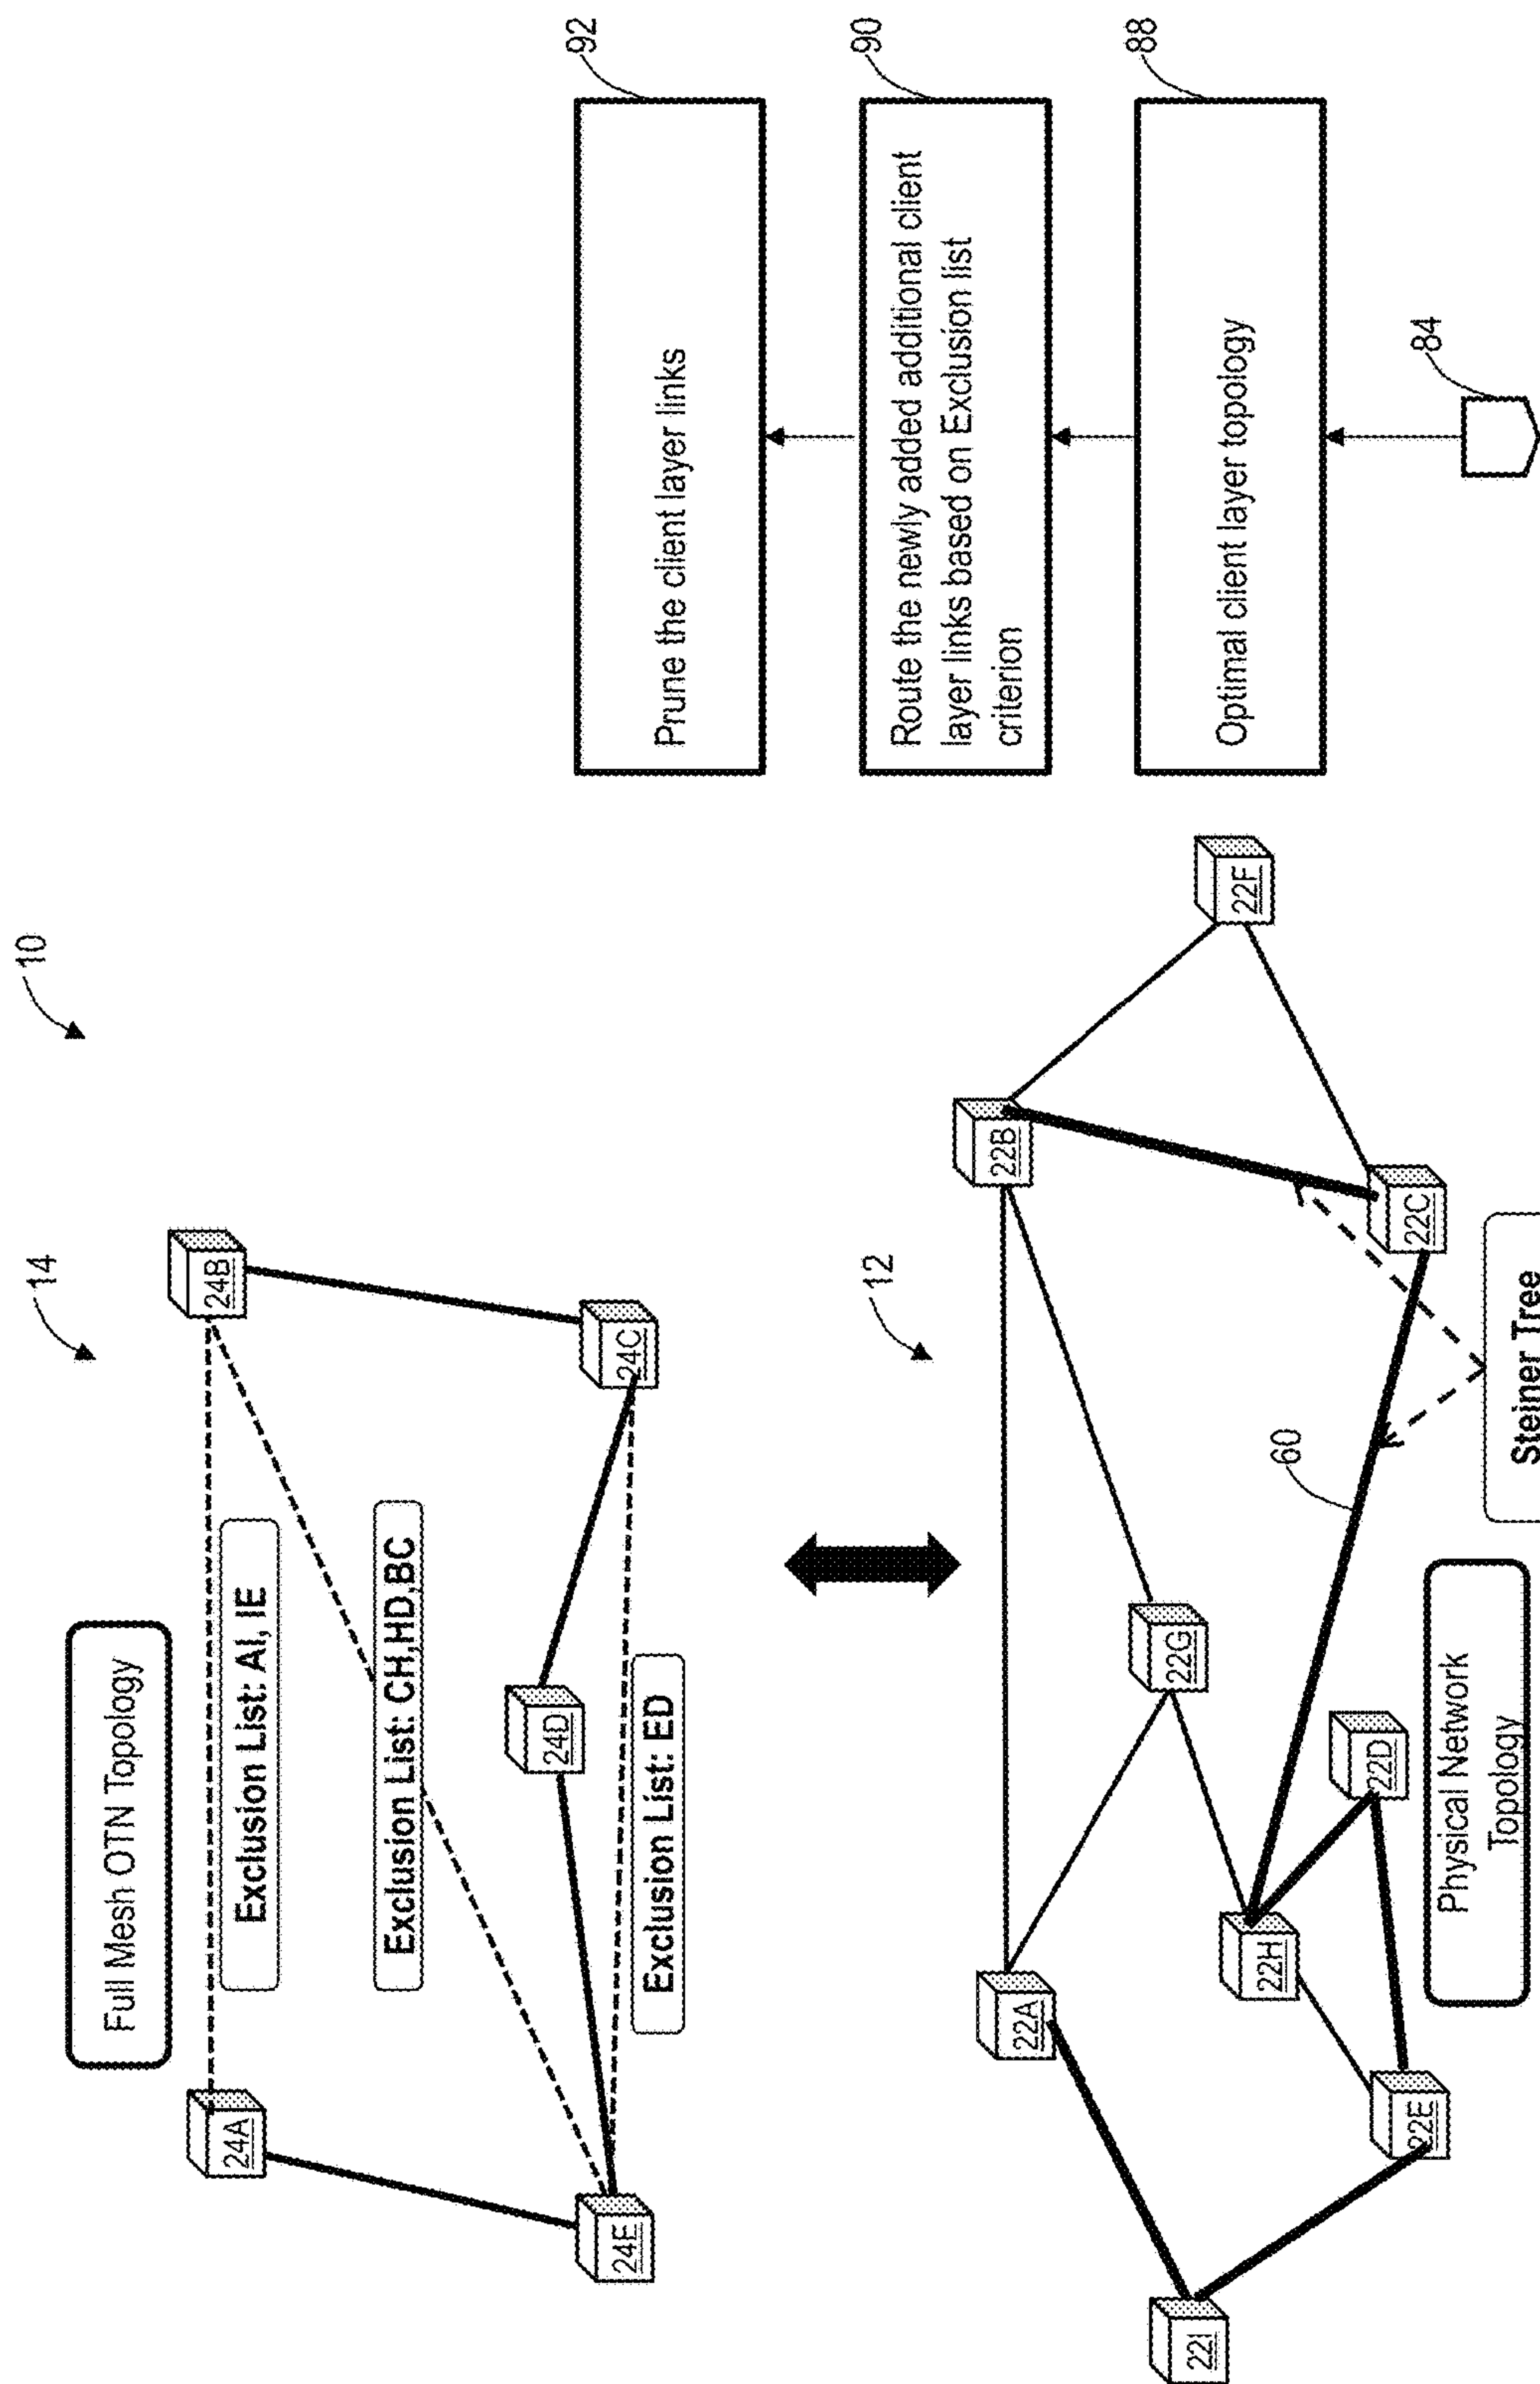 10
14
Full Mesh OTN Topology
24A
24B
Exclusion List: AI, IE
Exclusion List: CH,HD,BC
24D
24C
24E
Exclusion List: ED
12
22A
22B
22I
22G
22H
22F
22D
22E
22C
60
Physical Network
Topology
Steiner Tree
92
Prune the client layer links
90
Route the newly added additional client
layer links based on Exclusion list
criterion
88
Optimal client layer topology
84